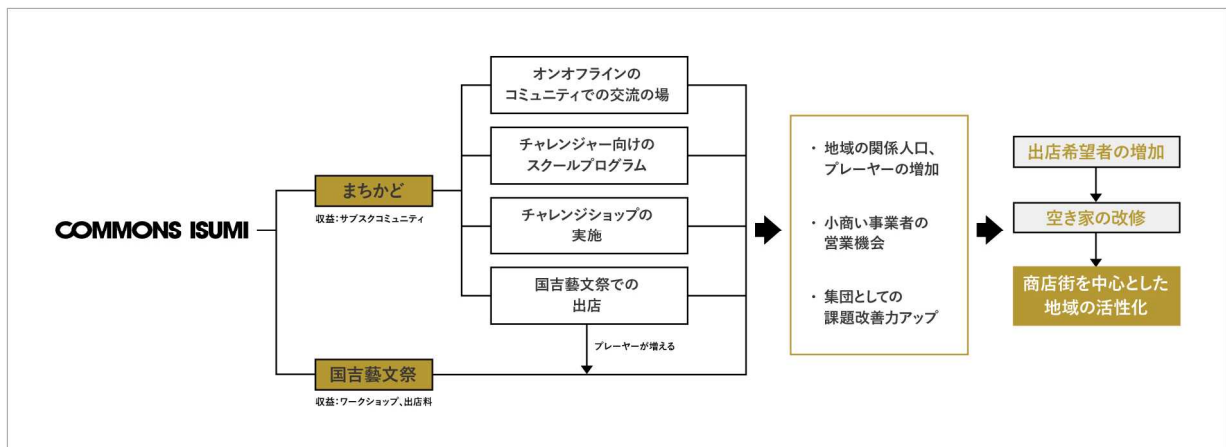 COMMONS ISUMI
まちかど
収益：サブスクコミュニティ
国吉藝文祭
収益：ワークショップ、出店料
オンオフラインの
コミュニティでの交流の場
チャレンジャー向けの
スクールプログラム
チャレンジショップの
実施
国吉藝文祭での
出店
プレーヤーが増える
・ 地域の関係人口、
プレーヤーの増加
・ 小商い事業者の
営業機会
・ 集団としての
課題改善力アップ
出店希望者の増加
空き家の改修
商店街を中心とした
地域の活性化